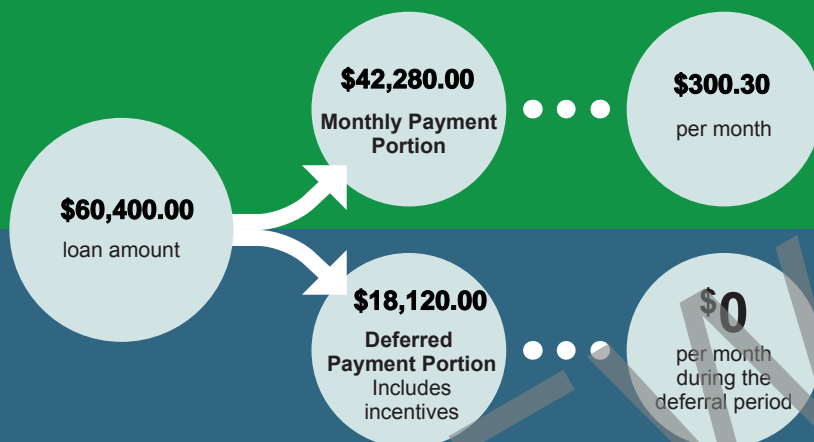 $60,400.00
loan amount
$42,280.00
Monthly Payment
Portion
$300.30
per month
$18,120.00
Deferred
Payment Portion
Includes
incentives
$0
per month
during the
deferral period